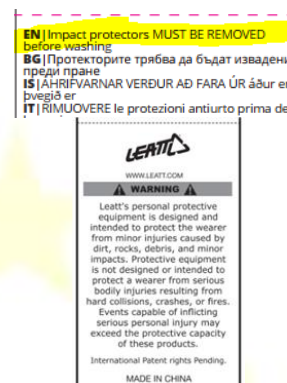 EN|Impact protectors MUST BE REMOVED
before washing
BG|Протекторите трябва да бъдат извадени
преди пране
IS|ÁHRIFVARNAR VERÐUR AÐ FARA ÚR áður en
þvegið er
IT|RIMUOVERE le protezioni antiurto prima de
LEATT
WWW.LEATT.COM
WARNING
Leatt's personal protective
equipment is designed and
intended to protect the wearer
from minor injuries caused by
dirt, rocks, debris, and minor
impacts. Protective equipment
is not designed or intended to
protect a wearer from serious
bodily injuries resulting from
hard collisions, crashes, or fires.
Events capable of inflicting
serious personal injury may
exceed the protective capacity
of these products.
International Patent rights Pending.
MADE IN CHINA